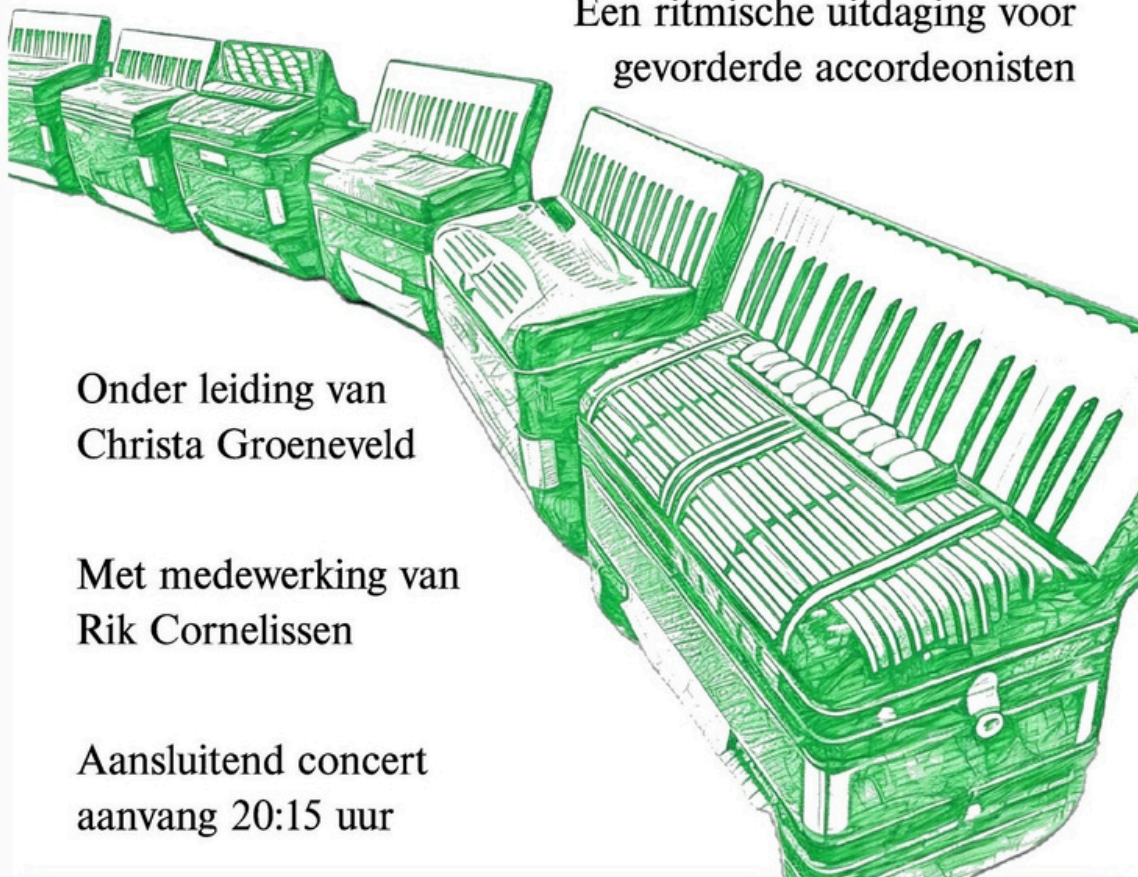 Een ritmische uitdaging voor
gevorderde accordeonisten
Onder leiding van
Christa Groeneveld
Met medewerking van
Rik Cornelissen
Aansluitend concert
aanvang 20:15 uur